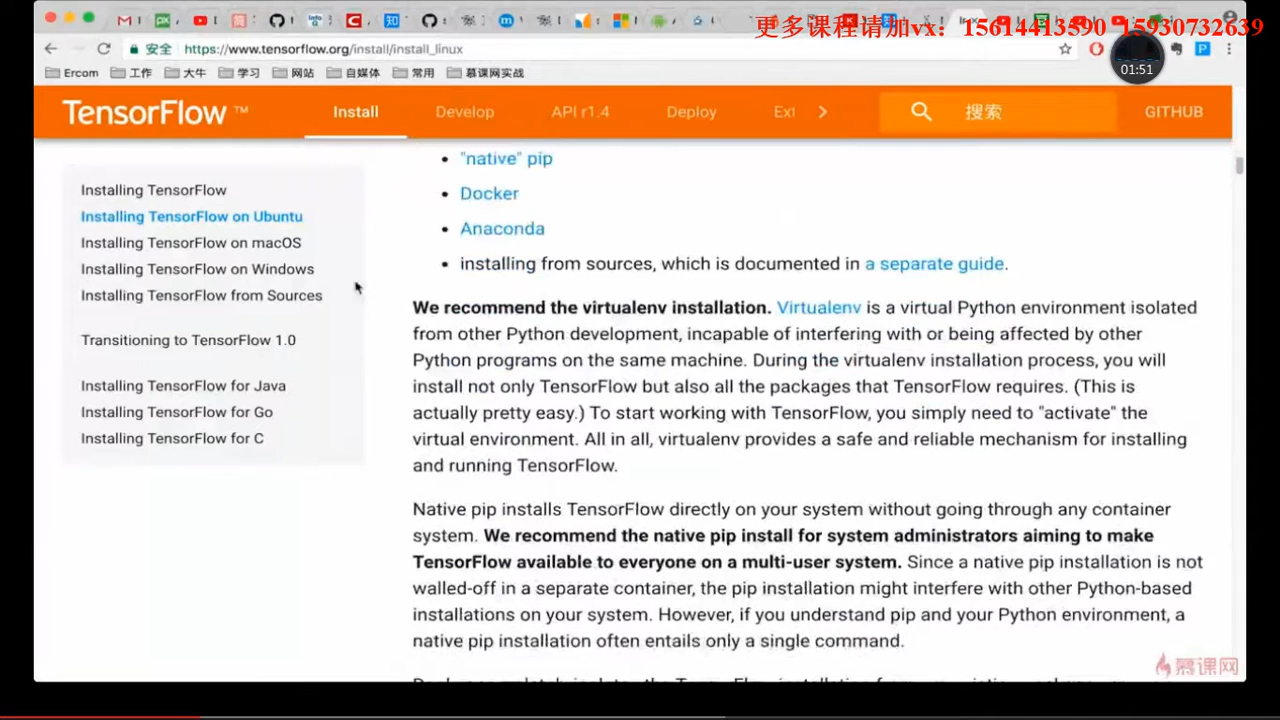 更多课程请加vx：15614413590 15930732639
安全 https://www.tensorflow.org/install/install_linux
01:51
Ercom 工作 大牛 学习 网站 自媒体 常用 慕课网实战
TensorFlow ™ Install Develop API r1.4 Deploy Ext 搜索 GITHUB
Installing TensorFlow
Installing TensorFlow on Ubuntu
Installing TensorFlow on macOS
Installing TensorFlow on Windows
Installing TensorFlow from Sources
Transitioning to TensorFlow 1.0
Installing TensorFlow for Java
Installing TensorFlow for Go
Installing TensorFlow for C
• "native" pip
• Docker
• Anaconda
• installing from sources, which is documented in a separate guide.
We recommend the virtualenv installation. Virtualenv is a virtual Python environment isolated
from other Python development, incapable of interfering with or being affected by other
Python programs on the same machine. During the virtualenv installation process, you will
install not only TensorFlow but also all the packages that TensorFlow requires. (This is
actually pretty easy.) To start working with TensorFlow, you simply need to "activate" the
virtual environment. All in all, virtualenv provides a safe and reliable mechanism for installing
and running TensorFlow.
Native pip installs TensorFlow directly on your system without going through any container
system. We recommend the native pip install for system administrators aiming to make
TensorFlow available to everyone on a multi-user system. Since a native pip installation is not
walled-off in a separate container, the pip installation might interfere with other Python-based
installations on your system. However, if you understand pip and your Python environment, a
native pip installation often entails only a single command.
慕课网